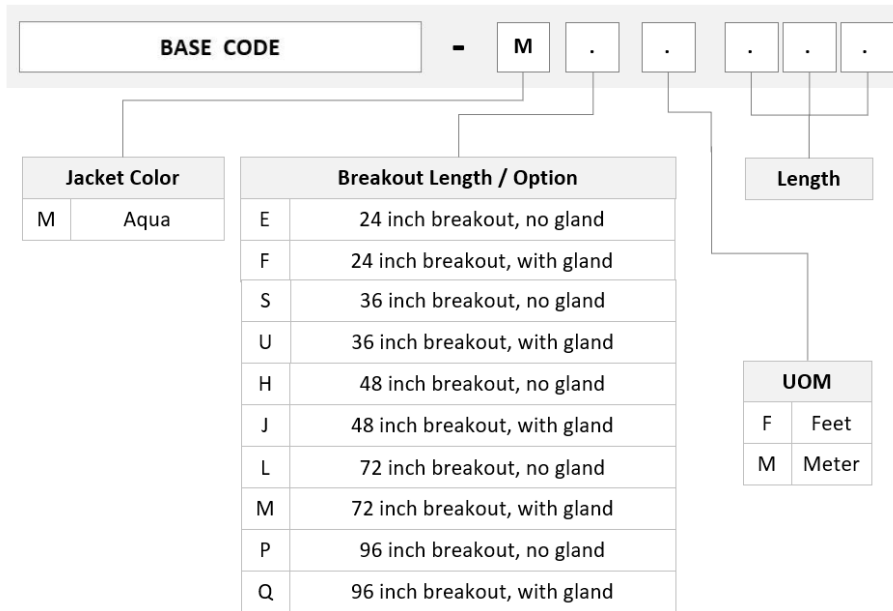 BASE CODE - M . . . . .
Jacket Color
M Aqua
Breakout Length / Option
E 24 inch breakout, no gland
F 24 inch breakout, with gland
S 36 inch breakout, no gland
U 36 inch breakout, with gland
H 48 inch breakout, no gland
J 48 inch breakout, with gland
L 72 inch breakout, no gland
M 72 inch breakout, with gland
P 96 inch breakout, no gland
Q 96 inch breakout, with gland
Length
UOM
F Feet
M Meter